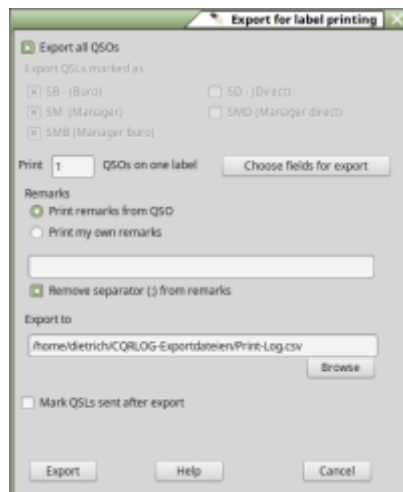 Export for label printing
Export all QSOs
Export QSLs marked as
SB - (Buro) SD - (Direct)
SM - (Manager) SMD (Manager direct)
SMB (Manager buro)
Print 1 QSOs on one label Choose fields for export
Remarks
Print remarks from QSO
Print my own remarks
Remove separator (;) from remarks
Export to
/home/dietrich/CQRLOG-Exportdateien/Print-Log.csv
Browse
Mark QSLs sent after export
Export Help Cancel